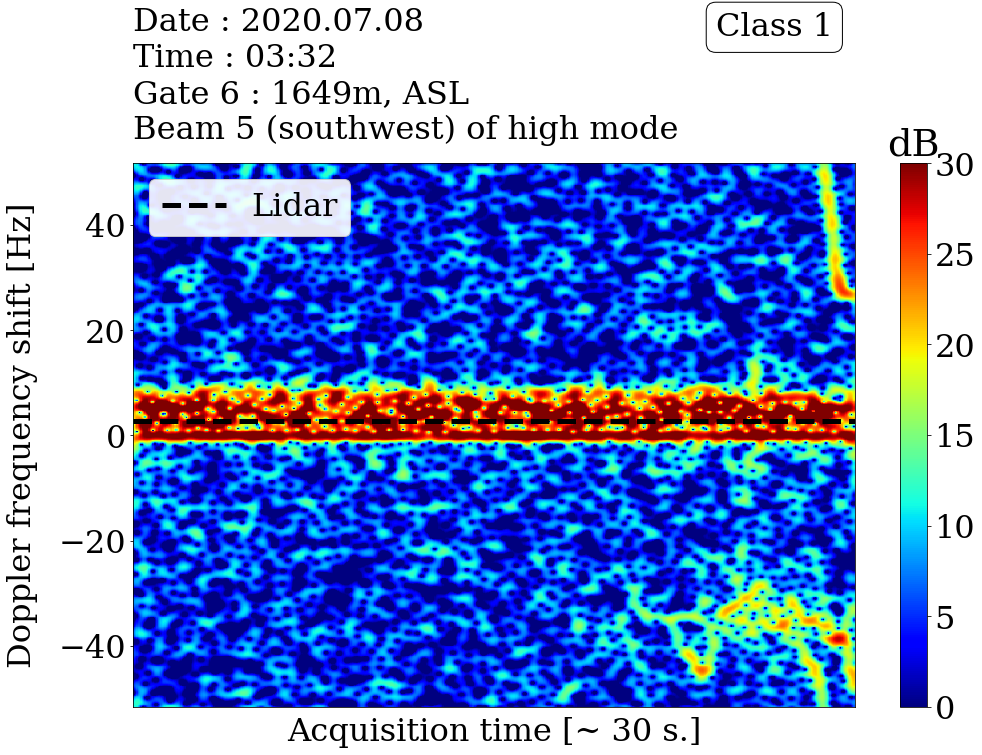 Date : 2020.07.08
Time : 03:32
Gate 6 : 1649m, ASL
Beam 5 (southwest) of high mode
Class 1
dB
Lidar
Doppler frequency shift [Hz]
40
20
0
−20
−40
30
25
20
15
10
5
0
Acquisition time [~ 30 s.]